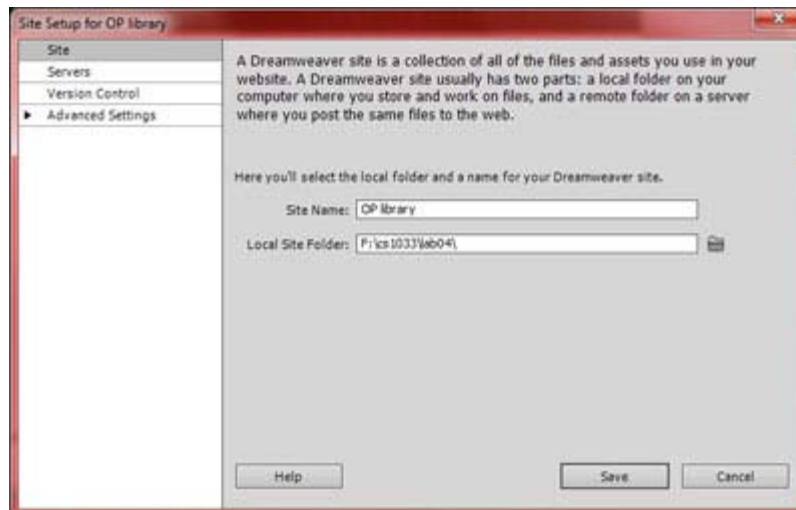 Site Setup for OP library
Site
Servers
Version Control
Advanced Settings
A Dreamweaver site is a collection of all of the files and assets you use in your
website. A Dreamweaver site usually has two parts: a local folder on your
computer where you store and work on files, and a remote folder on a server
where you post the same files to the web.
Here you'll select the local folder and a name for your Dreamweaver site.
Site Name: OP library
Local Site Folder: F:\cs1033\lab04\
Help
Save
Cancel